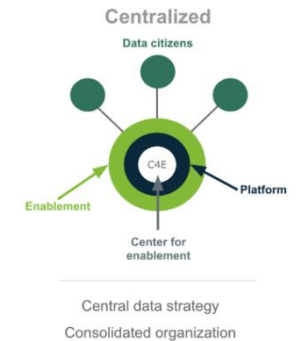 Centralized
Data citizens
C4E
Enablement
Platform
Center for
enablement
Central data strategy
Consolidated organization